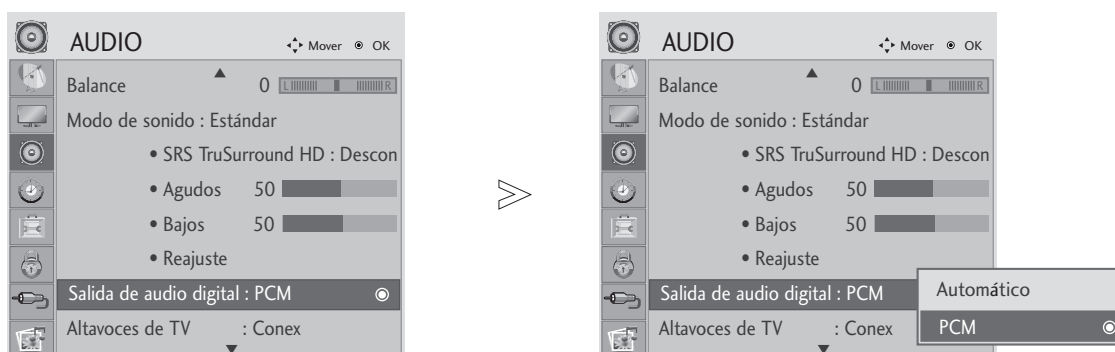 AUDIO Mover OK
Balance 0 L R
Modo de sonido : Estándar
• SRS TruSurround HD : Descon
• Agudos 50
• Bajos 50
• Reajuste
Salida de audio digital : PCM
Altavoces de TV : Conex
AUDIO Mover OK
Balance 0 L R
Modo de sonido : Estándar
• SRS TruSurround HD : Descon
• Agudos 50
• Bajos 50
• Reajuste
Salida de audio digital : PCM
Altavoces de TV : Conex
Automático
PCM